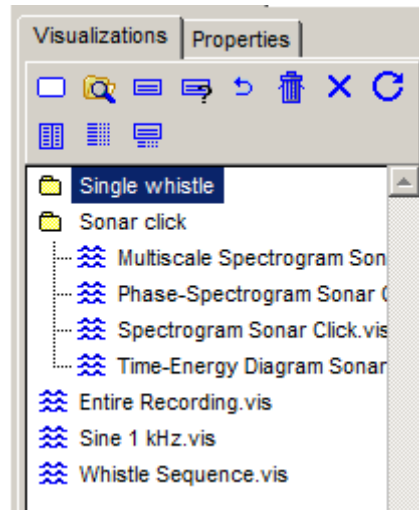 Visualizations Properties
Single whistle
Sonar click
Multiscale Spectrogram Son
Phase-Spectrogram Sonar
Spectrogram Sonar Click.vis
Time-Energy Diagram Sonar
Entire Recording.vis
Sine 1 kHz.vis
Whistle Sequence.vis